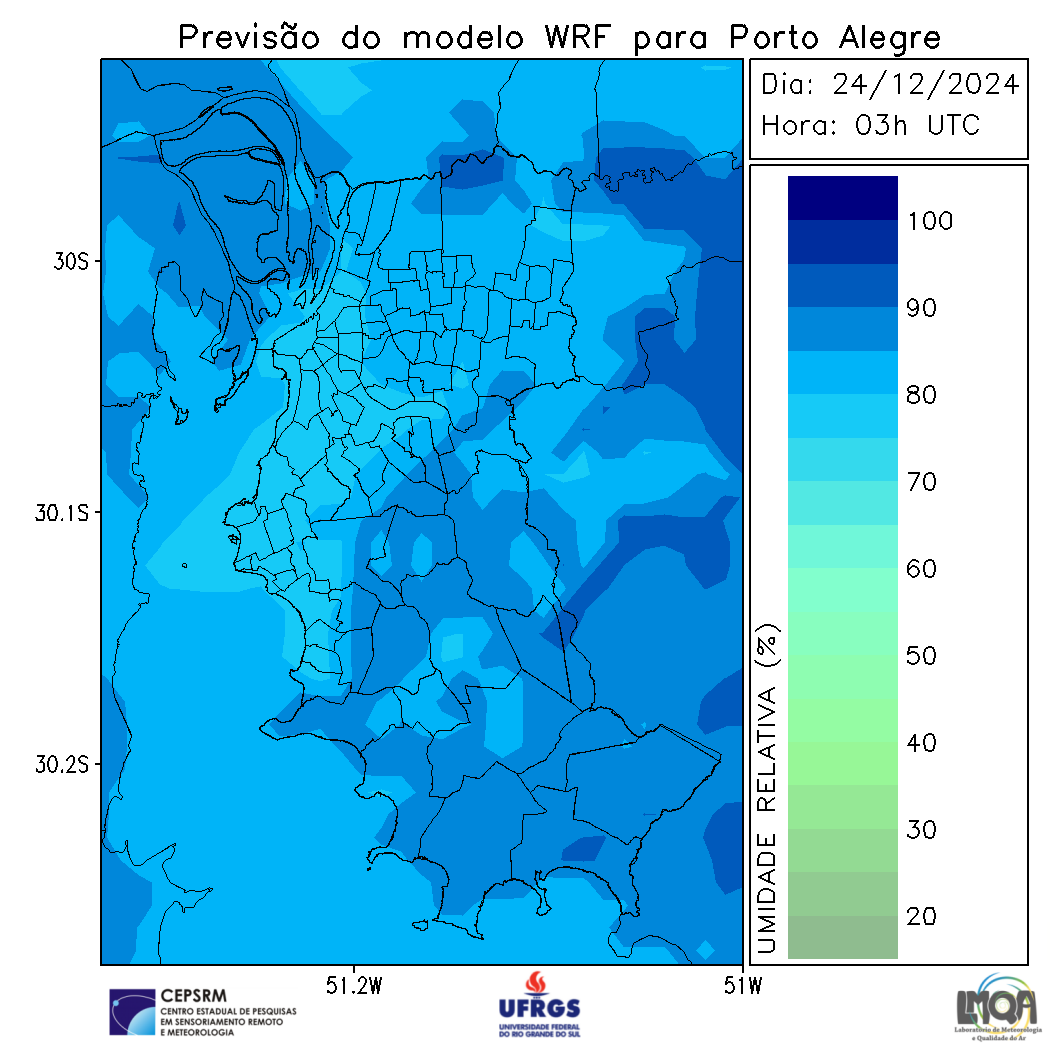 Previsão do modelo WRF para Porto Alegre
Dia: 24/12/2024
Hora: 03h UTC
30S
30.1S
30.2S
51.2W
51W
100
90
80
70
60
50
40
30
20
UMIDADE RELATIVA (%)
CEPSRM
CENTRO ESTADUAL DE PESQUISAS
EM SENSORIAMENTO REMOTO
E METEOROLOGIA
UFRGS
UNIVERSIDADE FEDERAL
DO RIO GRANDE DO SUL
LMQA
Laboratório de Meteorologia
e Qualidade do Ar